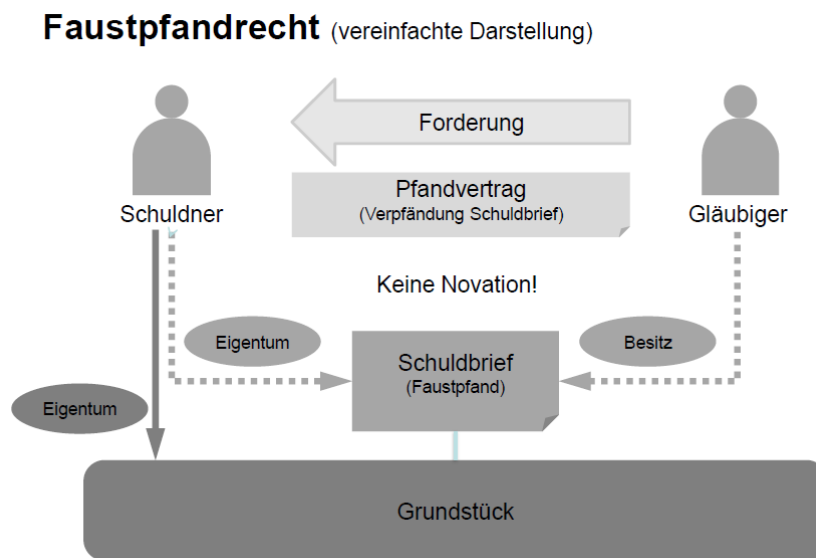 Faustpfandrecht (vereinfachte Darstellung)
Forderung
Pfandvertrag
(Verpfändung Schuldbrief)
Schuldner
Gläubiger
Keine Novation!
Eigentum
Besitz
Schuldbrief
(Faustpfand)
Eigentum
Grundstück